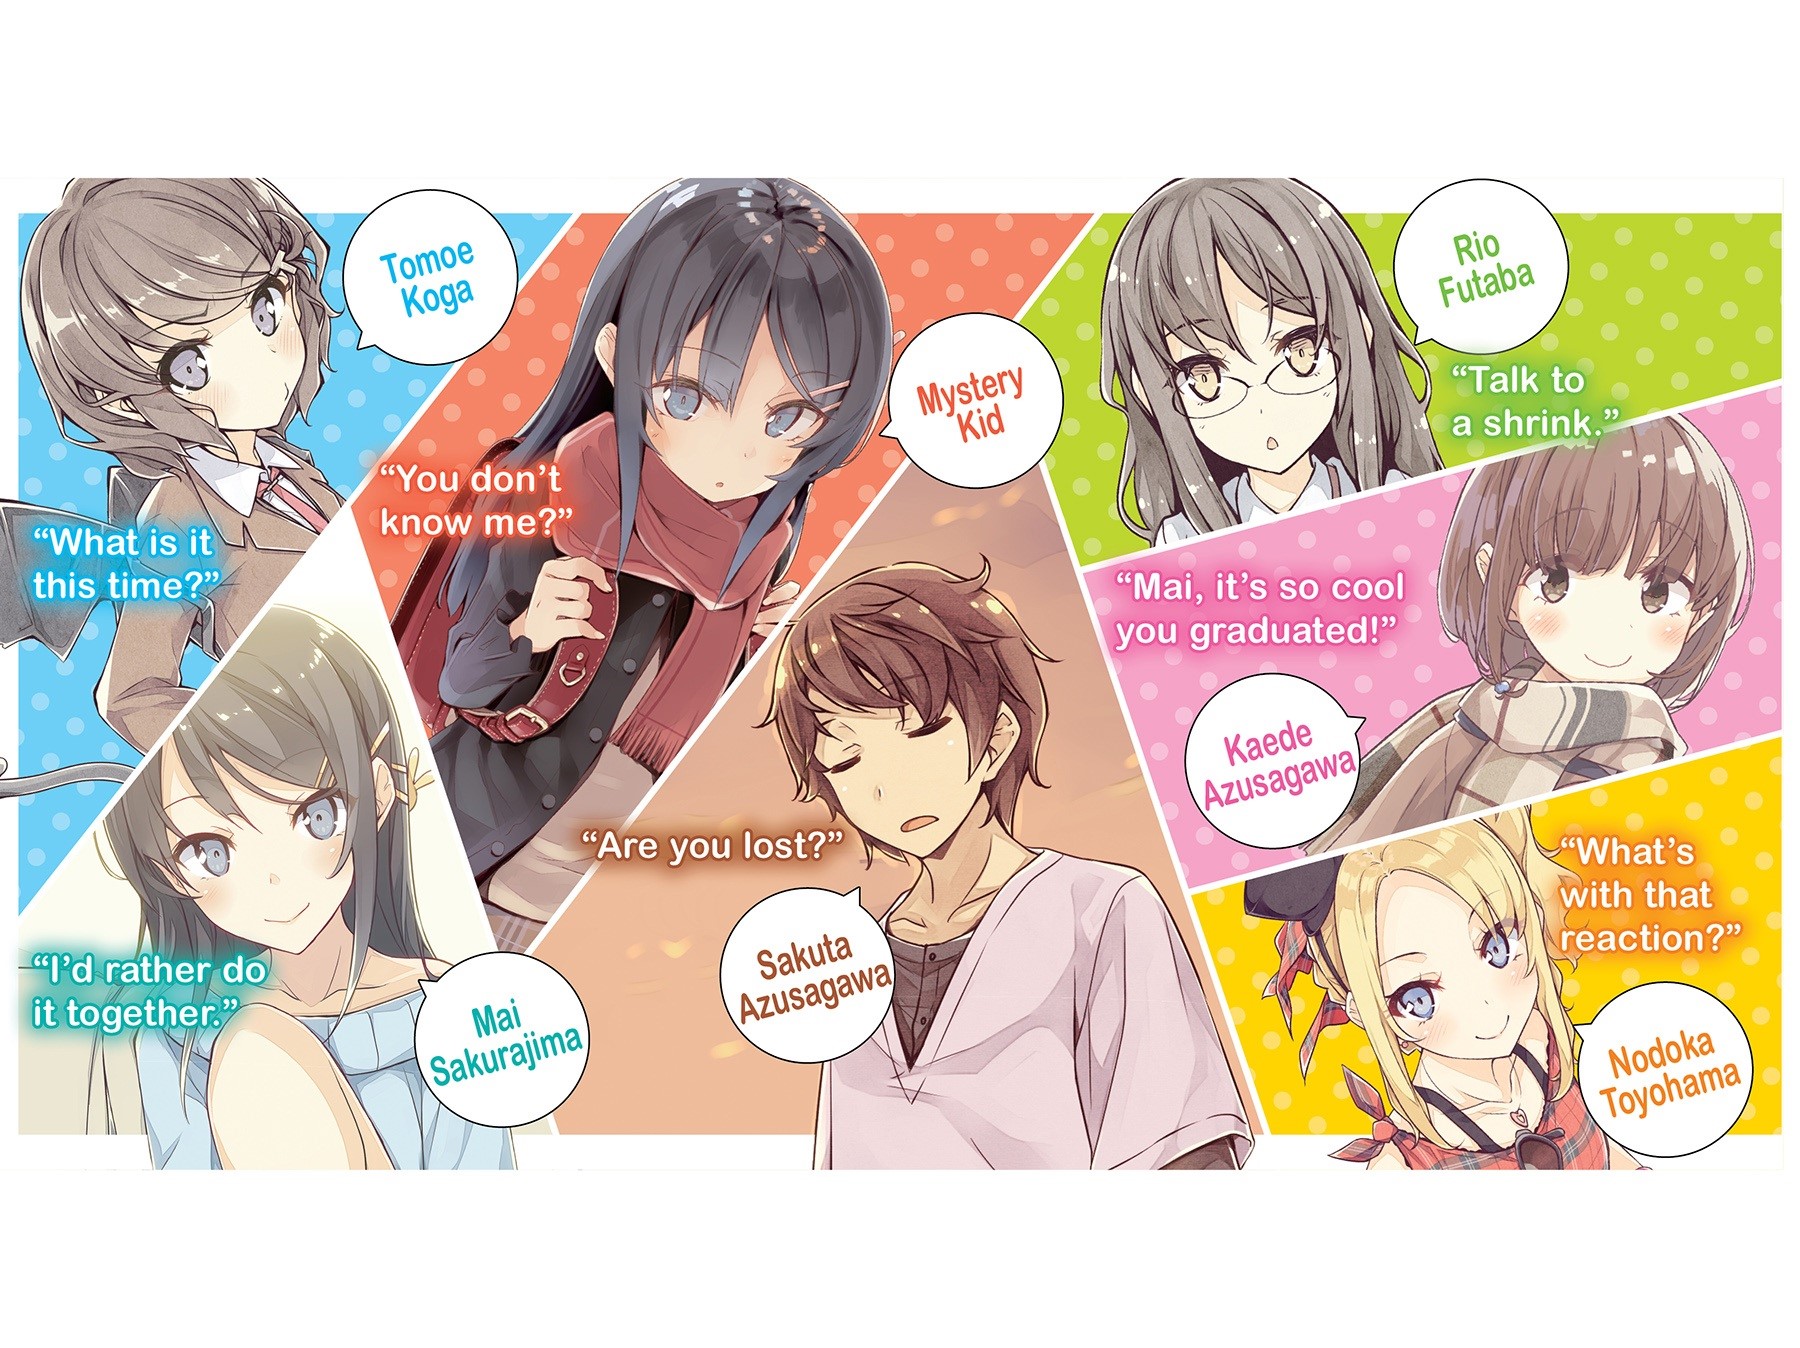 Tomoe
Koga
“What is it
this time?”
“You don’t
know me?”
Mystery
Kid
Rio
Futaba
“Talk to
a shrink.”
“Mai, it’s so cool
you graduated!”
Kaede
Azusagawa
“I’d rather do
it together.”
Mai
Sakurajima
“Are you lost?”
Sakuta
Azusagawa
“What’s
with that
reaction?”
Nodoka
Toyohama